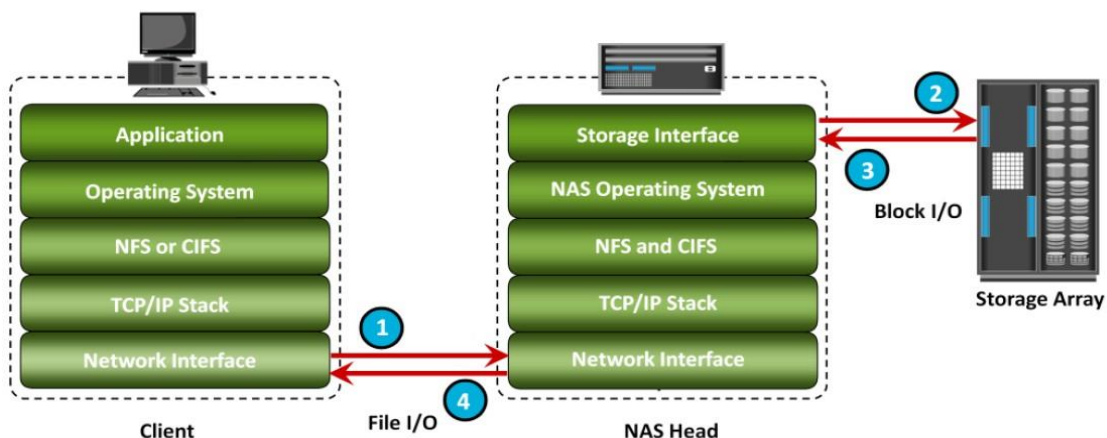 Application
Operating System
NFS or CIFS
TCP/IP Stack
Network Interface
Client
1
4
File I/O
Storage Interface
NAS Operating System
NFS and CIFS
TCP/IP Stack
Network Interface
NAS Head
2
3
Block I/O
Storage Array